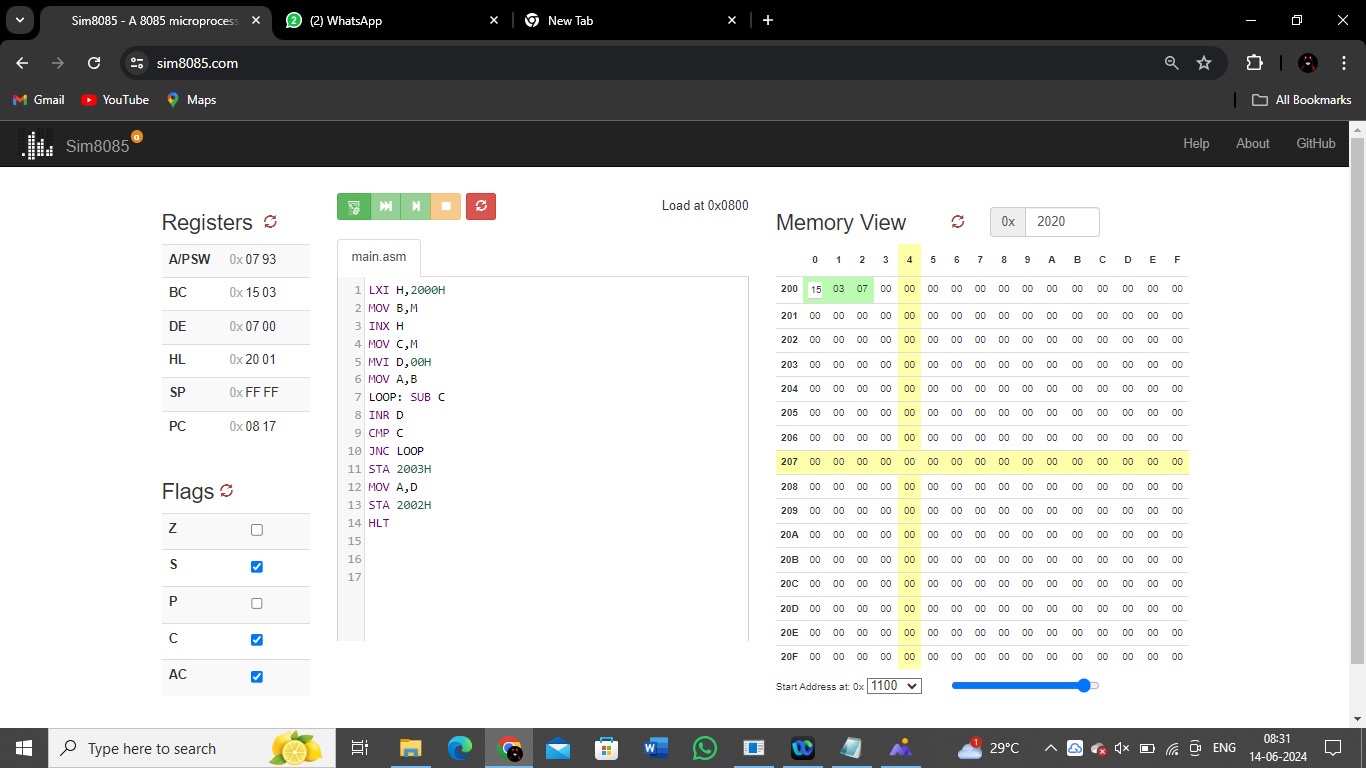 Sim8085 - A 8085 microprocess
(2) WhatsApp
New Tab
sim8085.com
Gmail YouTube Maps All Bookmarks
Sim8085 α
Help About GitHub
Registers
A/PSW 0x 07 93
BC 0x 15 03
DE 0x 07 00
HL 0x 20 01
SP 0x FF FF
PC 0x 08 17
Flags
Z
S
P
C
AC
Load at 0x0800
main.asm
1 LXI H,2000H
2 MOV B,M
3 INX H
4 MOV C,M
5 MVI D,00H
6 MOV A,B
7 LOOP: SUB C
8 INR D
9 CMP C
10 JNC LOOP
11 STA 2003H
12 MOV A,D
13 STA 2002H
14 HLT
15
16
17
Memory View 0x 2020
0 1 2 3 4 5 6 7 8 9 A B C D E F
200 15 03 07 00 00 00 00 00 00 00 00 00 00 00 00 00
201 00 00 00 00 00 00 00 00 00 00 00 00 00 00 00 00
202 00 00 00 00 00 00 00 00 00 00 00 00 00 00 00 00
203 00 00 00 00 00 00 00 00 00 00 00 00 00 00 00 00
204 00 00 00 00 00 00 00 00 00 00 00 00 00 00 00 00
205 00 00 00 00 00 00 00 00 00 00 00 00 00 00 00 00
206 00 00 00 00 00 00 00 00 00 00 00 00 00 00 00 00
207 00 00 00 00 00 00 00 00 00 00 00 00 00 00 00 00
208 00 00 00 00 00 00 00 00 00 00 00 00 00 00 00 00
209 00 00 00 00 00 00 00 00 00 00 00 00 00 00 00 00
20A 00 00 00 00 00 00 00 00 00 00 00 00 00 00 00 00
20B 00 00 00 00 00 00 00 00 00 00 00 00 00 00 00 00
20C 00 00 00 00 00 00 00 00 00 00 00 00 00 00 00 00
20D 00 00 00 00 00 00 00 00 00 00 00 00 00 00 00 00
20E 00 00 00 00 00 00 00 00 00 00 00 00 00 00 00 00
20F 00 00 00 00 00 00 00 00 00 00 00 00 00 00 00 00
Start Address at: 0x 1100
Type here to search
29°C
ENG
08:31
14-06-2024